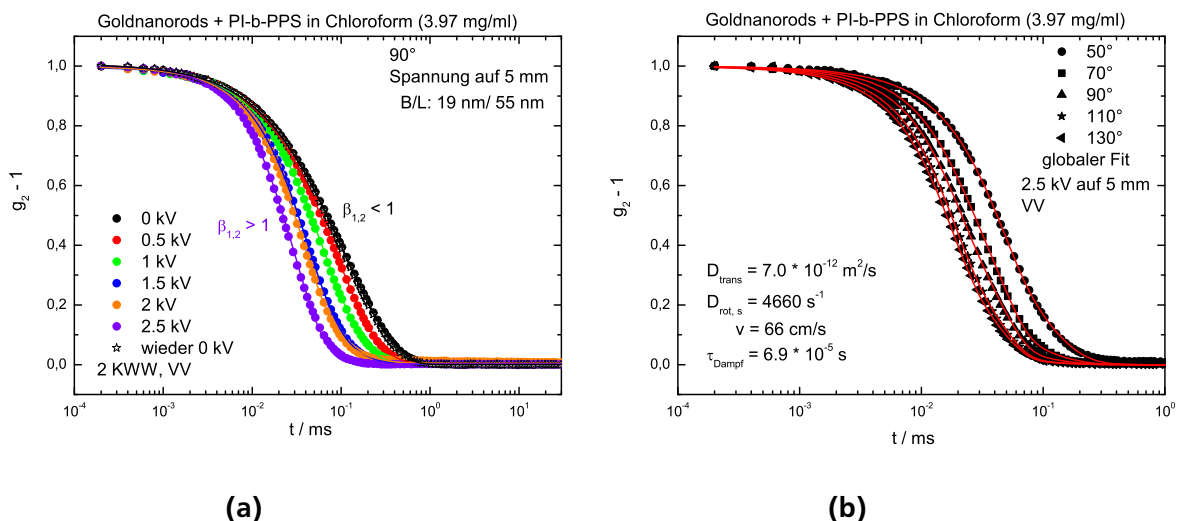 Goldnanorods + PI-b-PPS in Chloroform (3.97 mg/ml)
90°
Spannung auf 5 mm
B/L: 19 nm/ 55 nm
1,0
0,8
0,6
0,4
0,2
0,0
g₂ - 1
β₁,₂ > 1
β₁,₂ < 1
0 kV
0.5 kV
1 kV
1.5 kV
2 kV
2.5 kV
wieder 0 kV
2 KWW, VV
10⁻⁴ 10⁻³ 10⁻² 10⁻¹ 10⁰ 10¹
t / ms
(a)
Goldnanorods + PI-b-PPS in Chloroform (3.97 mg/ml)
50°
70°
90°
110°
130°
globaler Fit
2.5 kV auf 5 mm
VV
1,0
0,8
0,6
0,4
0,2
0,0
g₂ - 1
D_trans = 7.0 * 10⁻¹² m²/s
D_rot, s = 4660 s⁻¹
v = 66 cm/s
τ_Dampf = 6.9 * 10⁻⁵ s
10⁻⁴ 10⁻³ 10⁻² 10⁻¹ 10⁰
t / ms
(b)